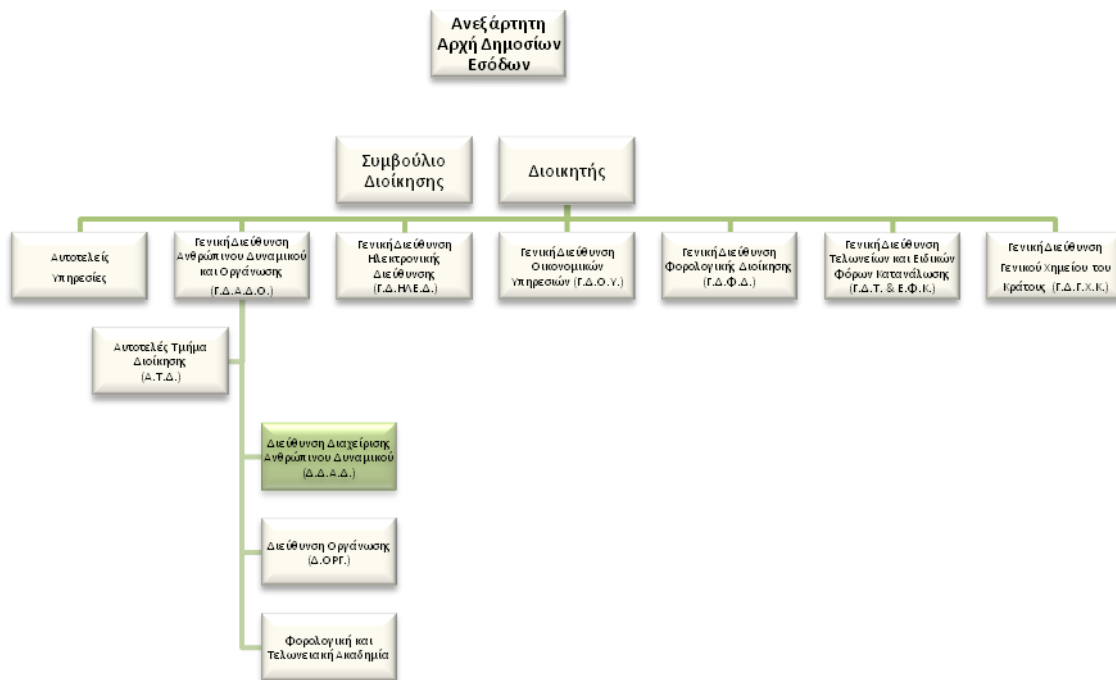 Ανεξάρτητη
Αρχή Δημοσίων
Εσόδων
Συμβούλιο
Διοίκησης
Διοικητής
Αυτοτελείς
Υπηρεσίες
Γενική Διεύθυνση
Ανθρώπινου Δυναμικού
και Οργάνωσης
(Γ.Δ.Α.Δ.Ο.)
Γενική Διεύθυνση
Ηλεκτρονικής
Διεύθυνσης
(Γ.Δ.ΗΛΕ.Δ.)
Γενική Διεύθυνση
Οικονομικών
Υπηρεσιών (Γ.Δ.Ο.Υ.)
Γενική Διεύθυνση
Φορολογικής Διοίκησης
(Γ.Δ.Φ.Δ.)
Γενική Διεύθυνση
Τελωνείων και Ειδικών
Φόρων Κατανάλωσης
(Γ.Δ.Τ. & Ε.Φ.Κ.)
Γενική Διεύθυνση
Γενικού Χημείου του
Κράτους (Γ.Δ.Γ.Χ.Κ.)
Αυτοτελές Τμήμα
Διοίκησης
(Α.Τ.Δ.)
Διεύθυνση Διαχείρισης
Ανθρώπινου Δυναμικού
(Δ.Δ.Α.Δ.)
Διεύθυνση Οργάνωσης
(Δ.ΟΡΓ.)
Φορολογική και
Τελωνειακή Ακαδημία